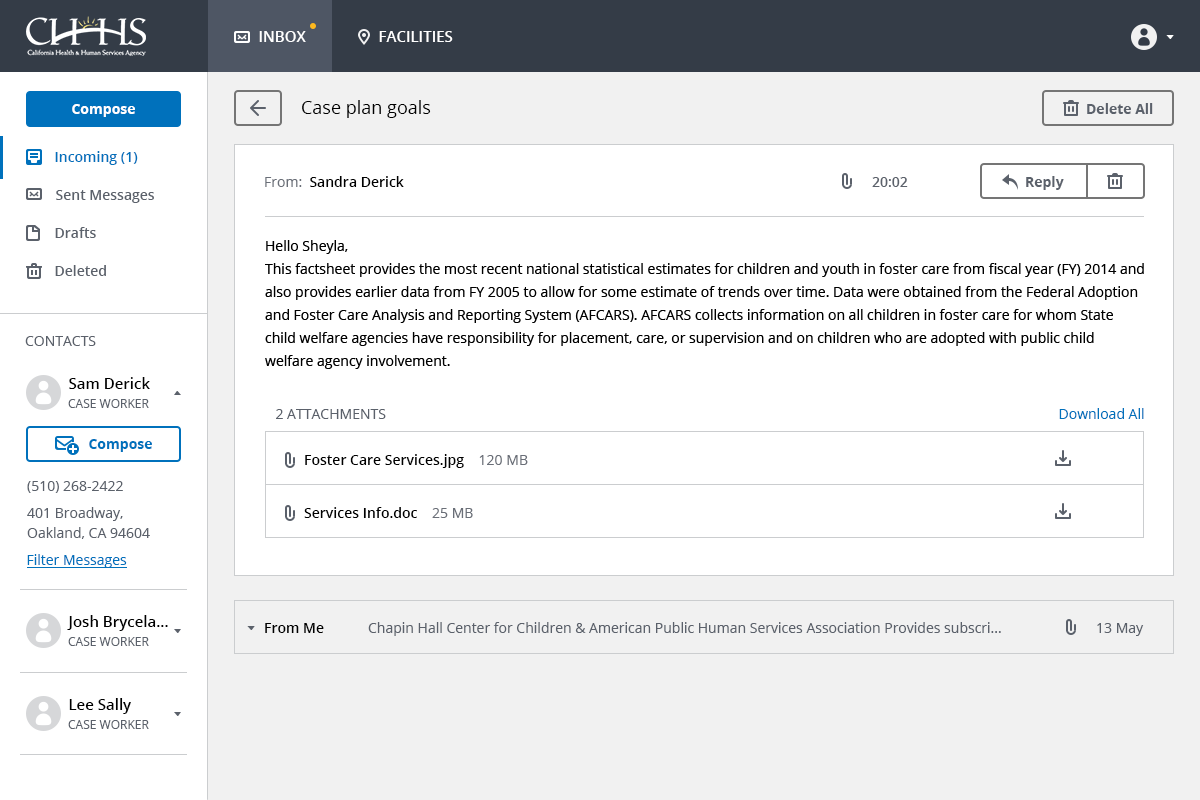 CHHS
California Health & Human Services Agency
INBOX
FACILITIES
Compose
Incoming (1)
Sent Messages
Drafts
Deleted
CONTACTS
Sam Derick
CASE WORKER
Compose
(510) 268-2422
401 Broadway,
Oakland, CA 94604
Filter Messages
Josh Brycela...
CASE WORKER
Lee Sally
CASE WORKER
Case plan goals
Delete All
From: Sandra Derick
20:02
Reply
Hello Sheyla,
This factsheet provides the most recent national statistical estimates for children and youth in foster care from fiscal year (FY) 2014 and
also provides earlier data from FY 2005 to allow for some estimate of trends over time. Data were obtained from the Federal Adoption
and Foster Care Analysis and Reporting System (AFCARS). AFCARS collects information on all children in foster care for whom State
child welfare agencies have responsibility for placement, care, or supervision and on children who are adopted with public child
welfare agency involvement.
2 ATTACHMENTS
Download All
Foster Care Services.jpg 120 MB
Services Info.doc 25 MB
From Me
Chapin Hall Center for Children & American Public Human Services Association Provides subscri...
13 May